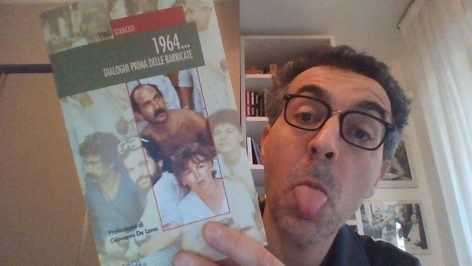 STANCATI
1964...
DIALOGHI PRIMA DELLE BARRICATE
Prefazione di
Giovanni De Luna